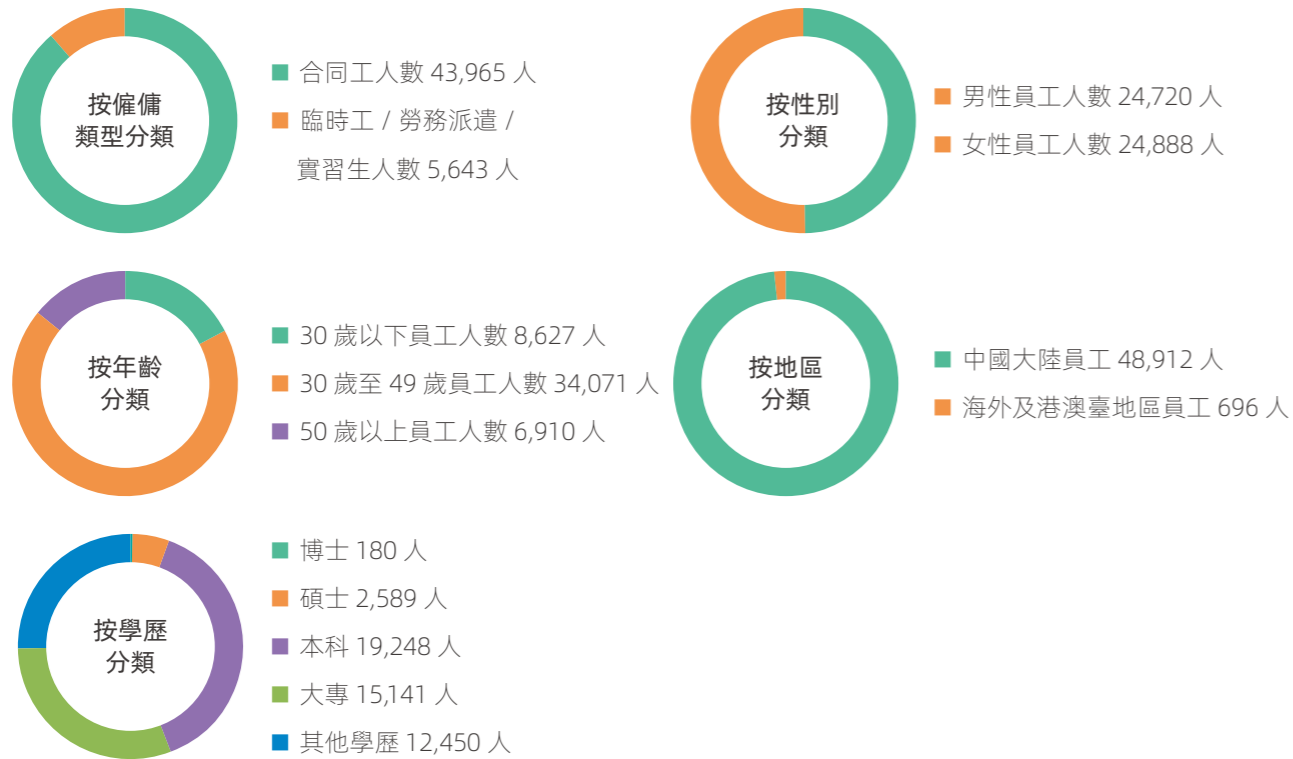 按僱傭
類型分類
合同工人數 43,965 人
臨時工 / 勞務派遣 /
實習生人數 5,643 人
按性別
分類
男性員工人數 24,720 人
女性員工人數 24,888 人
按年齡
分類
30 歲以下員工人數 8,627 人
30 歲至 49 歲員工人數 34,071 人
50 歲以上員工人數 6,910 人
按地區
分類
中國大陸員工 48,912 人
海外及港澳臺地區員工 696 人
按學歷
分類
博士 180 人
碩士 2,589 人
本科 19,248 人
大專 15,141 人
其他學歷 12,450 人